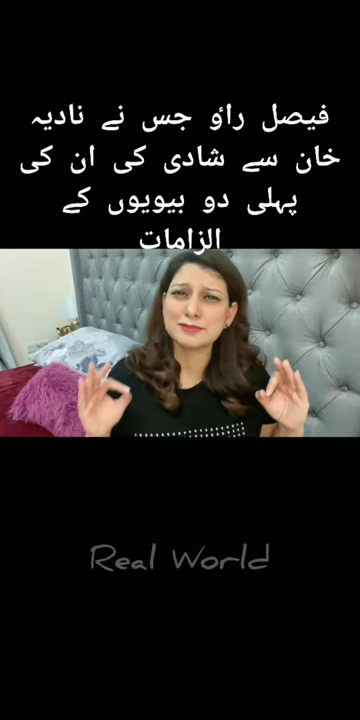 فیصل راؤ جس نے نادیہ
خان سے شادی کی ان کی
پہلی دو بیویوں کے
الزامات
Real World